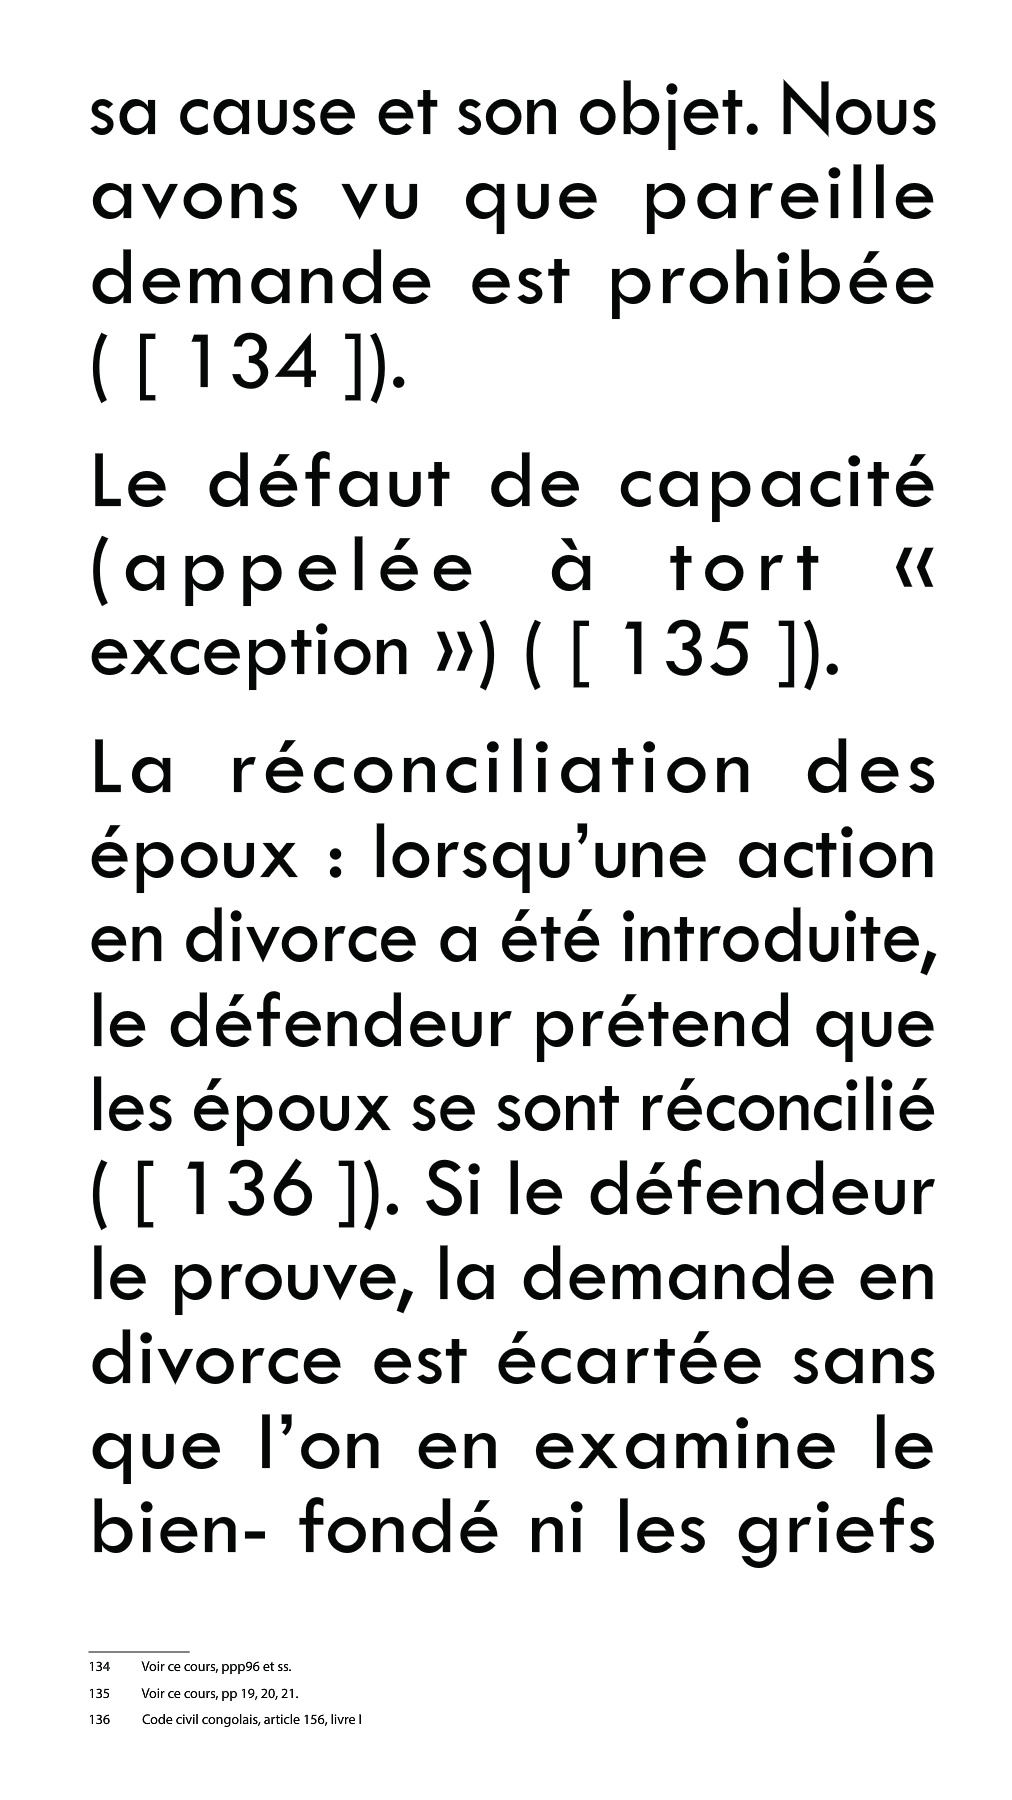 sa cause et son objet. Nous
avons vu que pareille
demande est prohibée
( [ 134 ]).
Le défaut de capacité
(appelée à tort «
exception ») ( [ 135 ]).
La réconciliation des
époux : lorsqu’une action
en divorce a été introduite,
le défendeur prétend que
les époux se sont réconcilié
( [ 136 ]). Si le défendeur
le prouve, la demande en
divorce est écartée sans
que l’on en examine le
bien- fondé ni les griefs
134 Voir ce cours, ppp96 et ss.
135 Voir ce cours, pp 19, 20, 21.
136 Code civil congolais, article 156, livre I